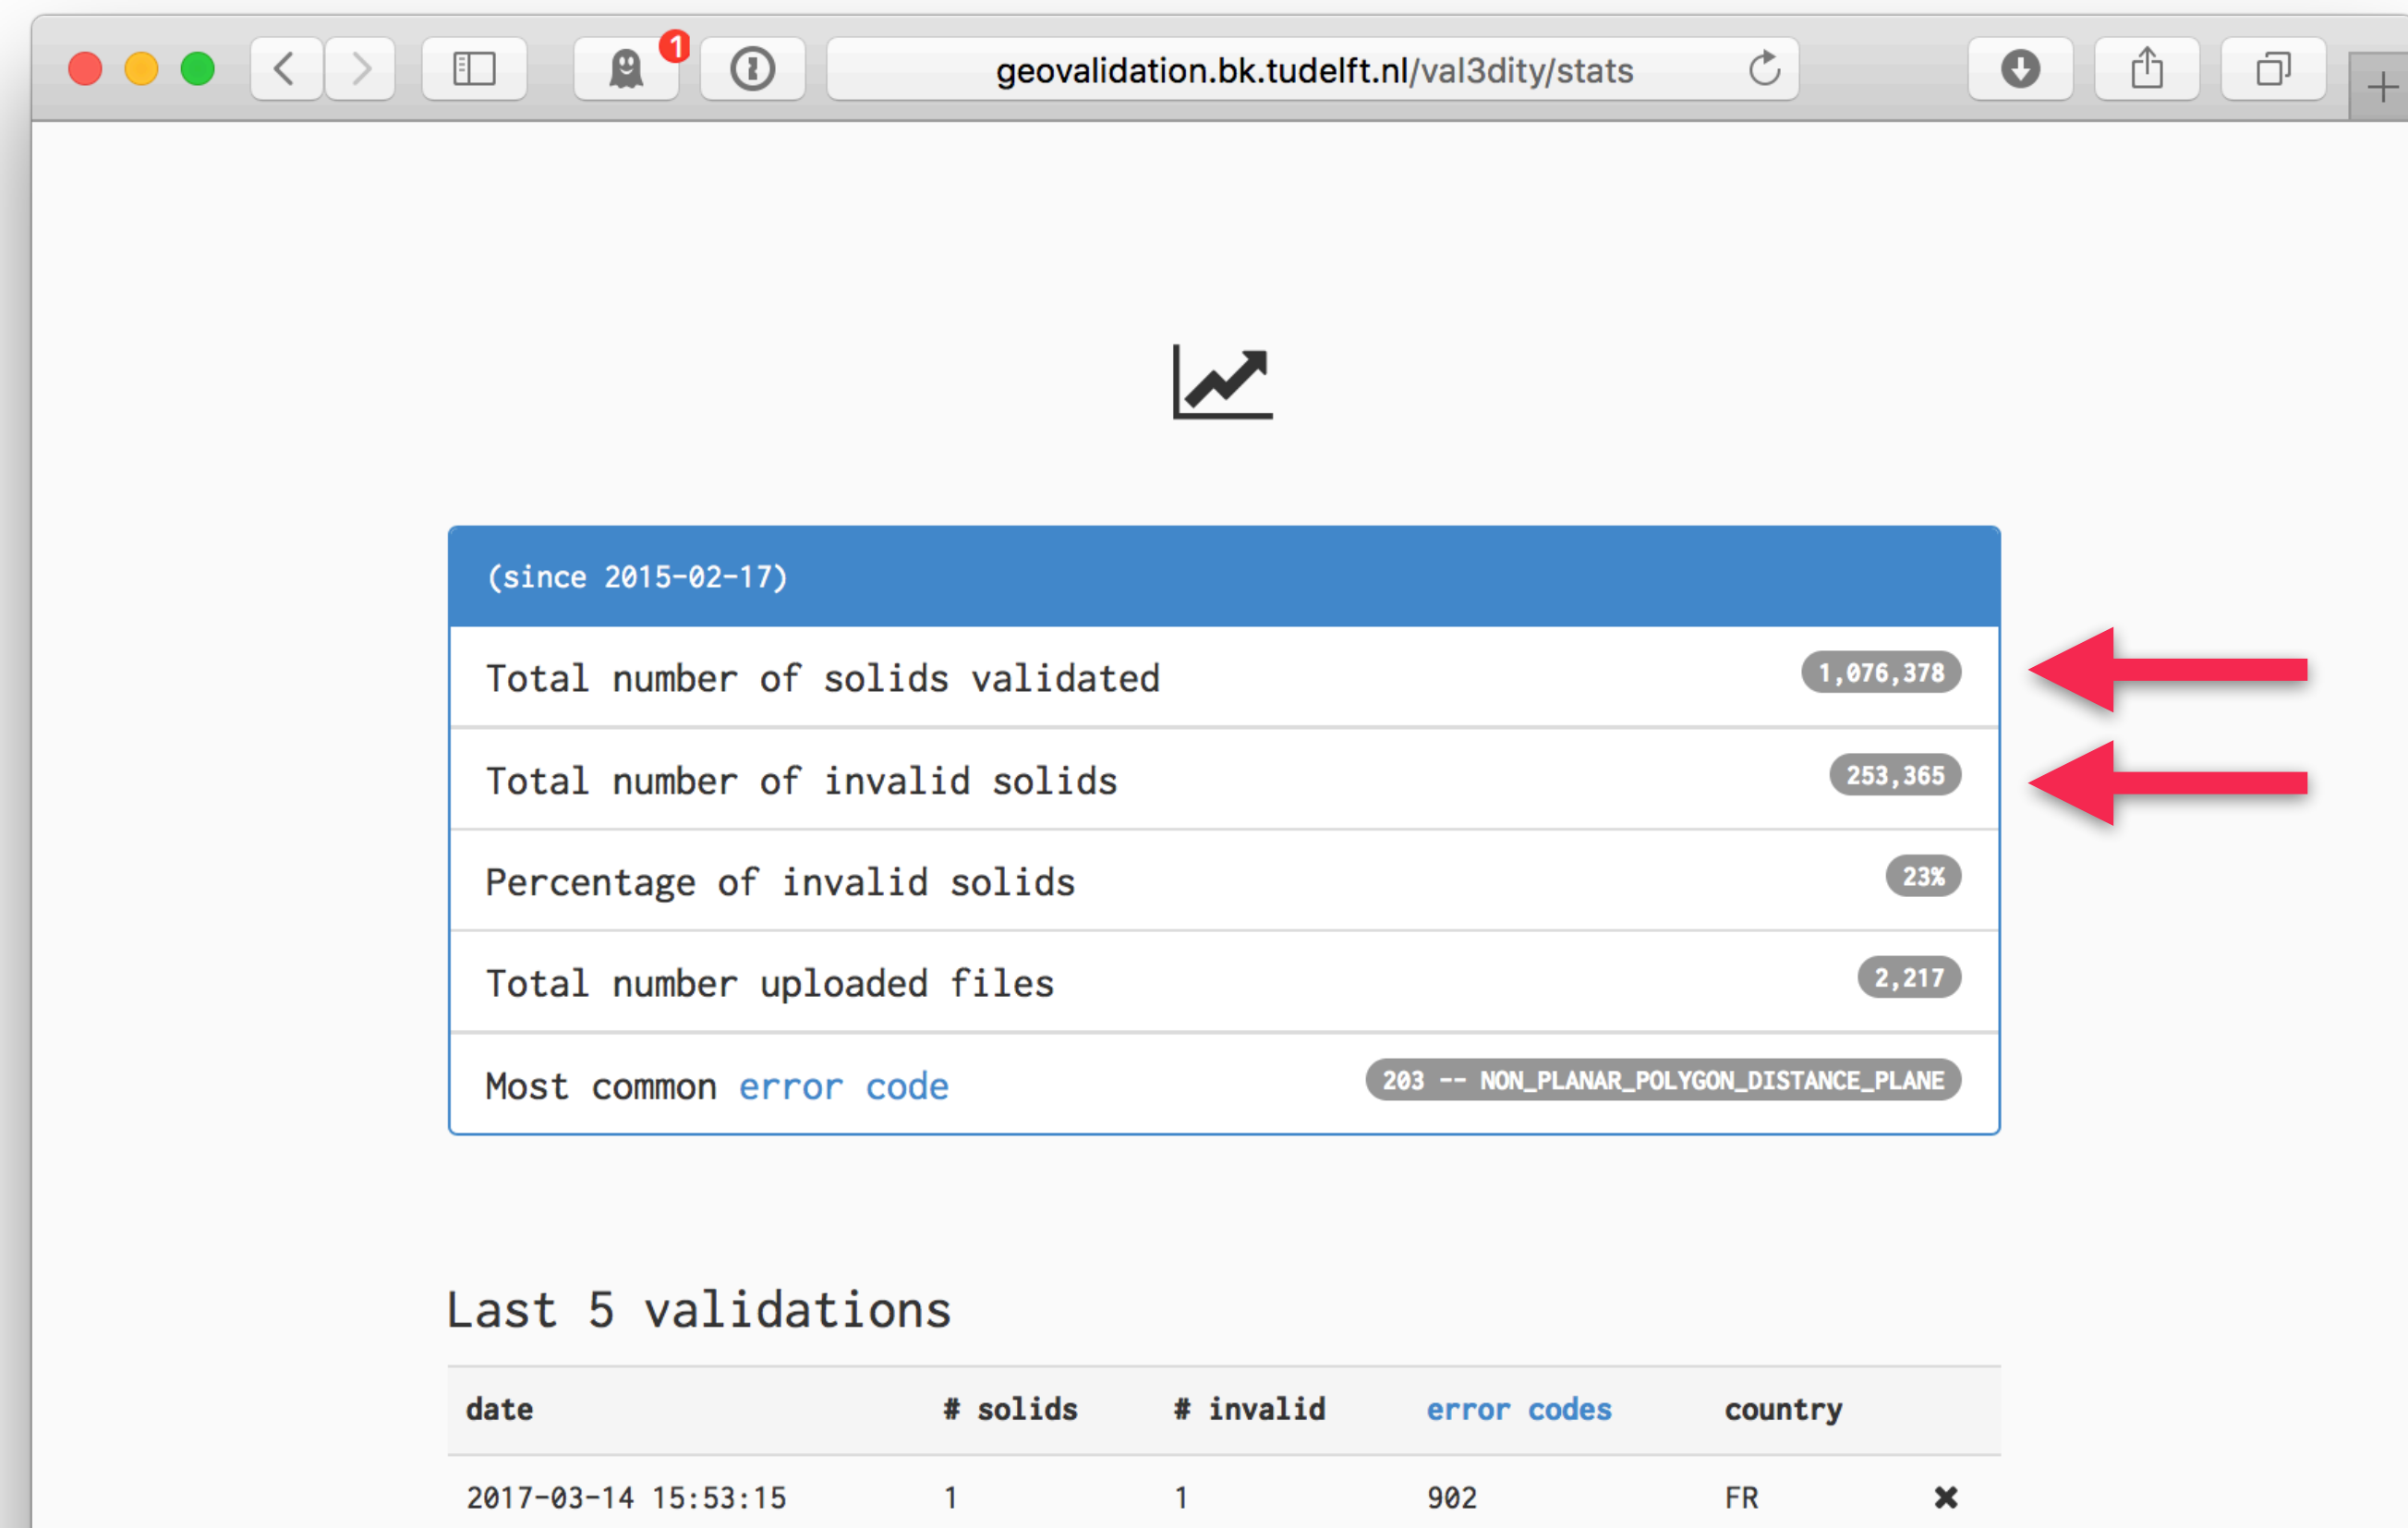 1
geovalidation.bk.tudelft.nl/val3dity/stats
(since 2015-02-17)
Total number of solids validated 1,076,378
Total number of invalid solids 253,365
Percentage of invalid solids 23%
Total number uploaded files 2,217
Most common error code 203 -- NON_PLANAR_POLYGON_DISTANCE_PLANE
Last 5 validations
date # solids # invalid error codes country
2017-03-14 15:53:15 1 1 902 FR ✖